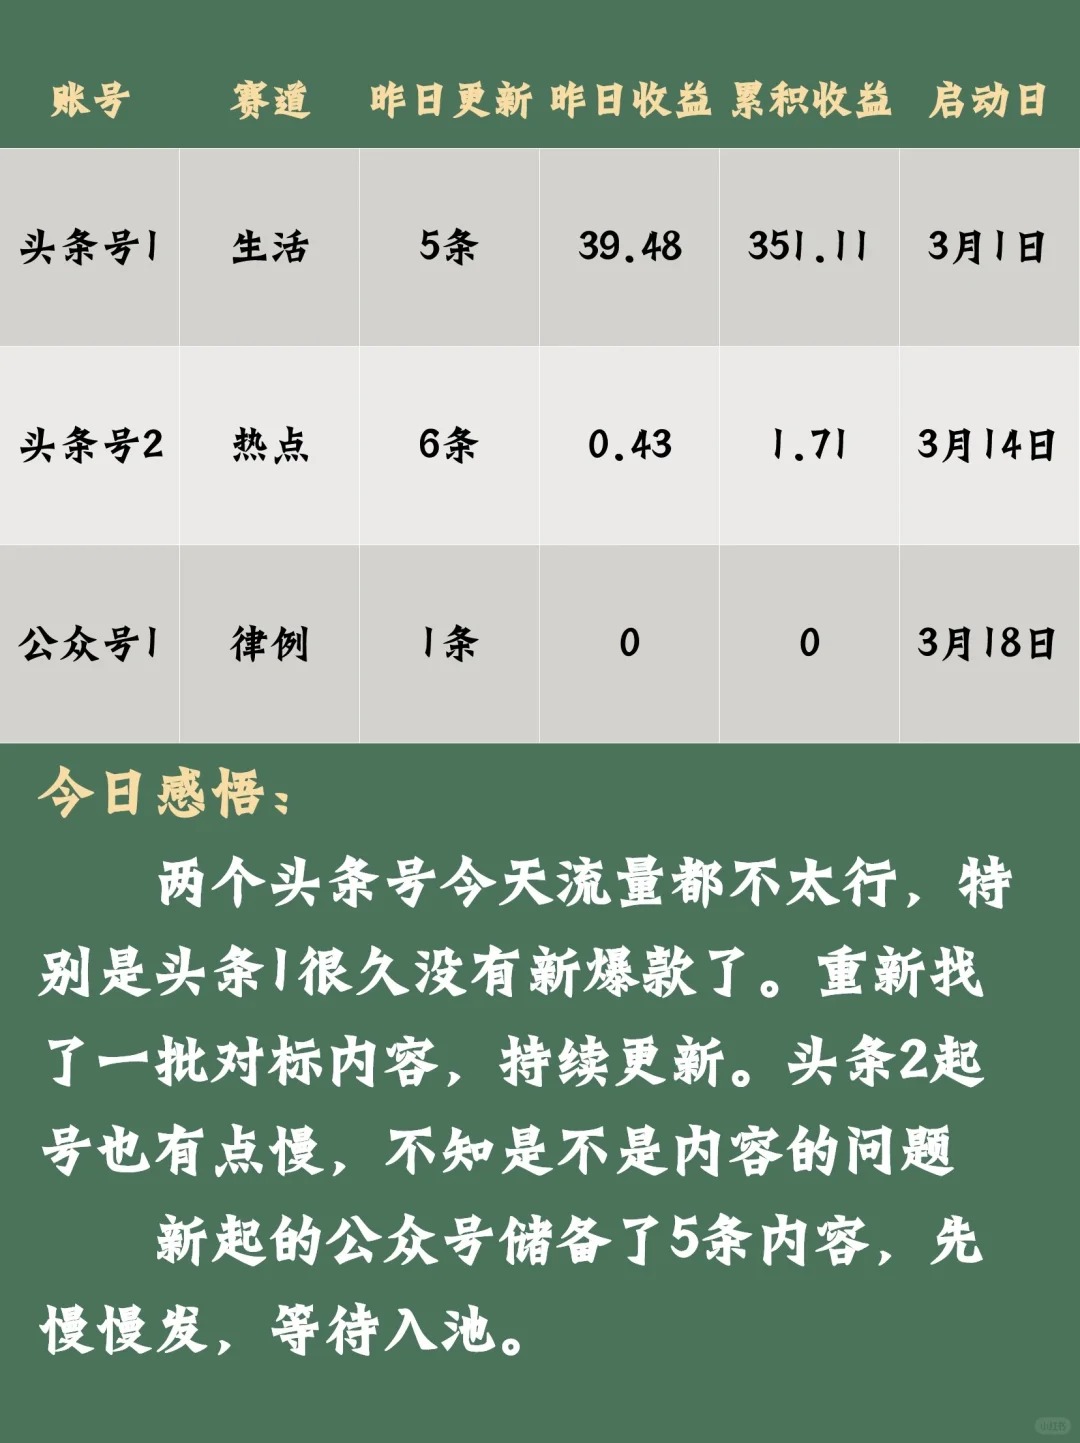 账号 赛道 昨日更新 昨日收益 累积收益 启动日
头条号1 生活 5条 39.48 351.11 3月1日
头条号2 热点 6条 0.43 1.71 3月14日
公众号1 律例 1条 0 0 3月18日
今日感悟：
两个头条号今天流量都不太行，特
别是头条1很久没有新爆款了。重新找
了一批对标内容，持续更新。头条2起
号也有点慢，不知是不是内容的问题
新起的公众号储备了5条内容，先
慢慢发，等待入池。
小红书